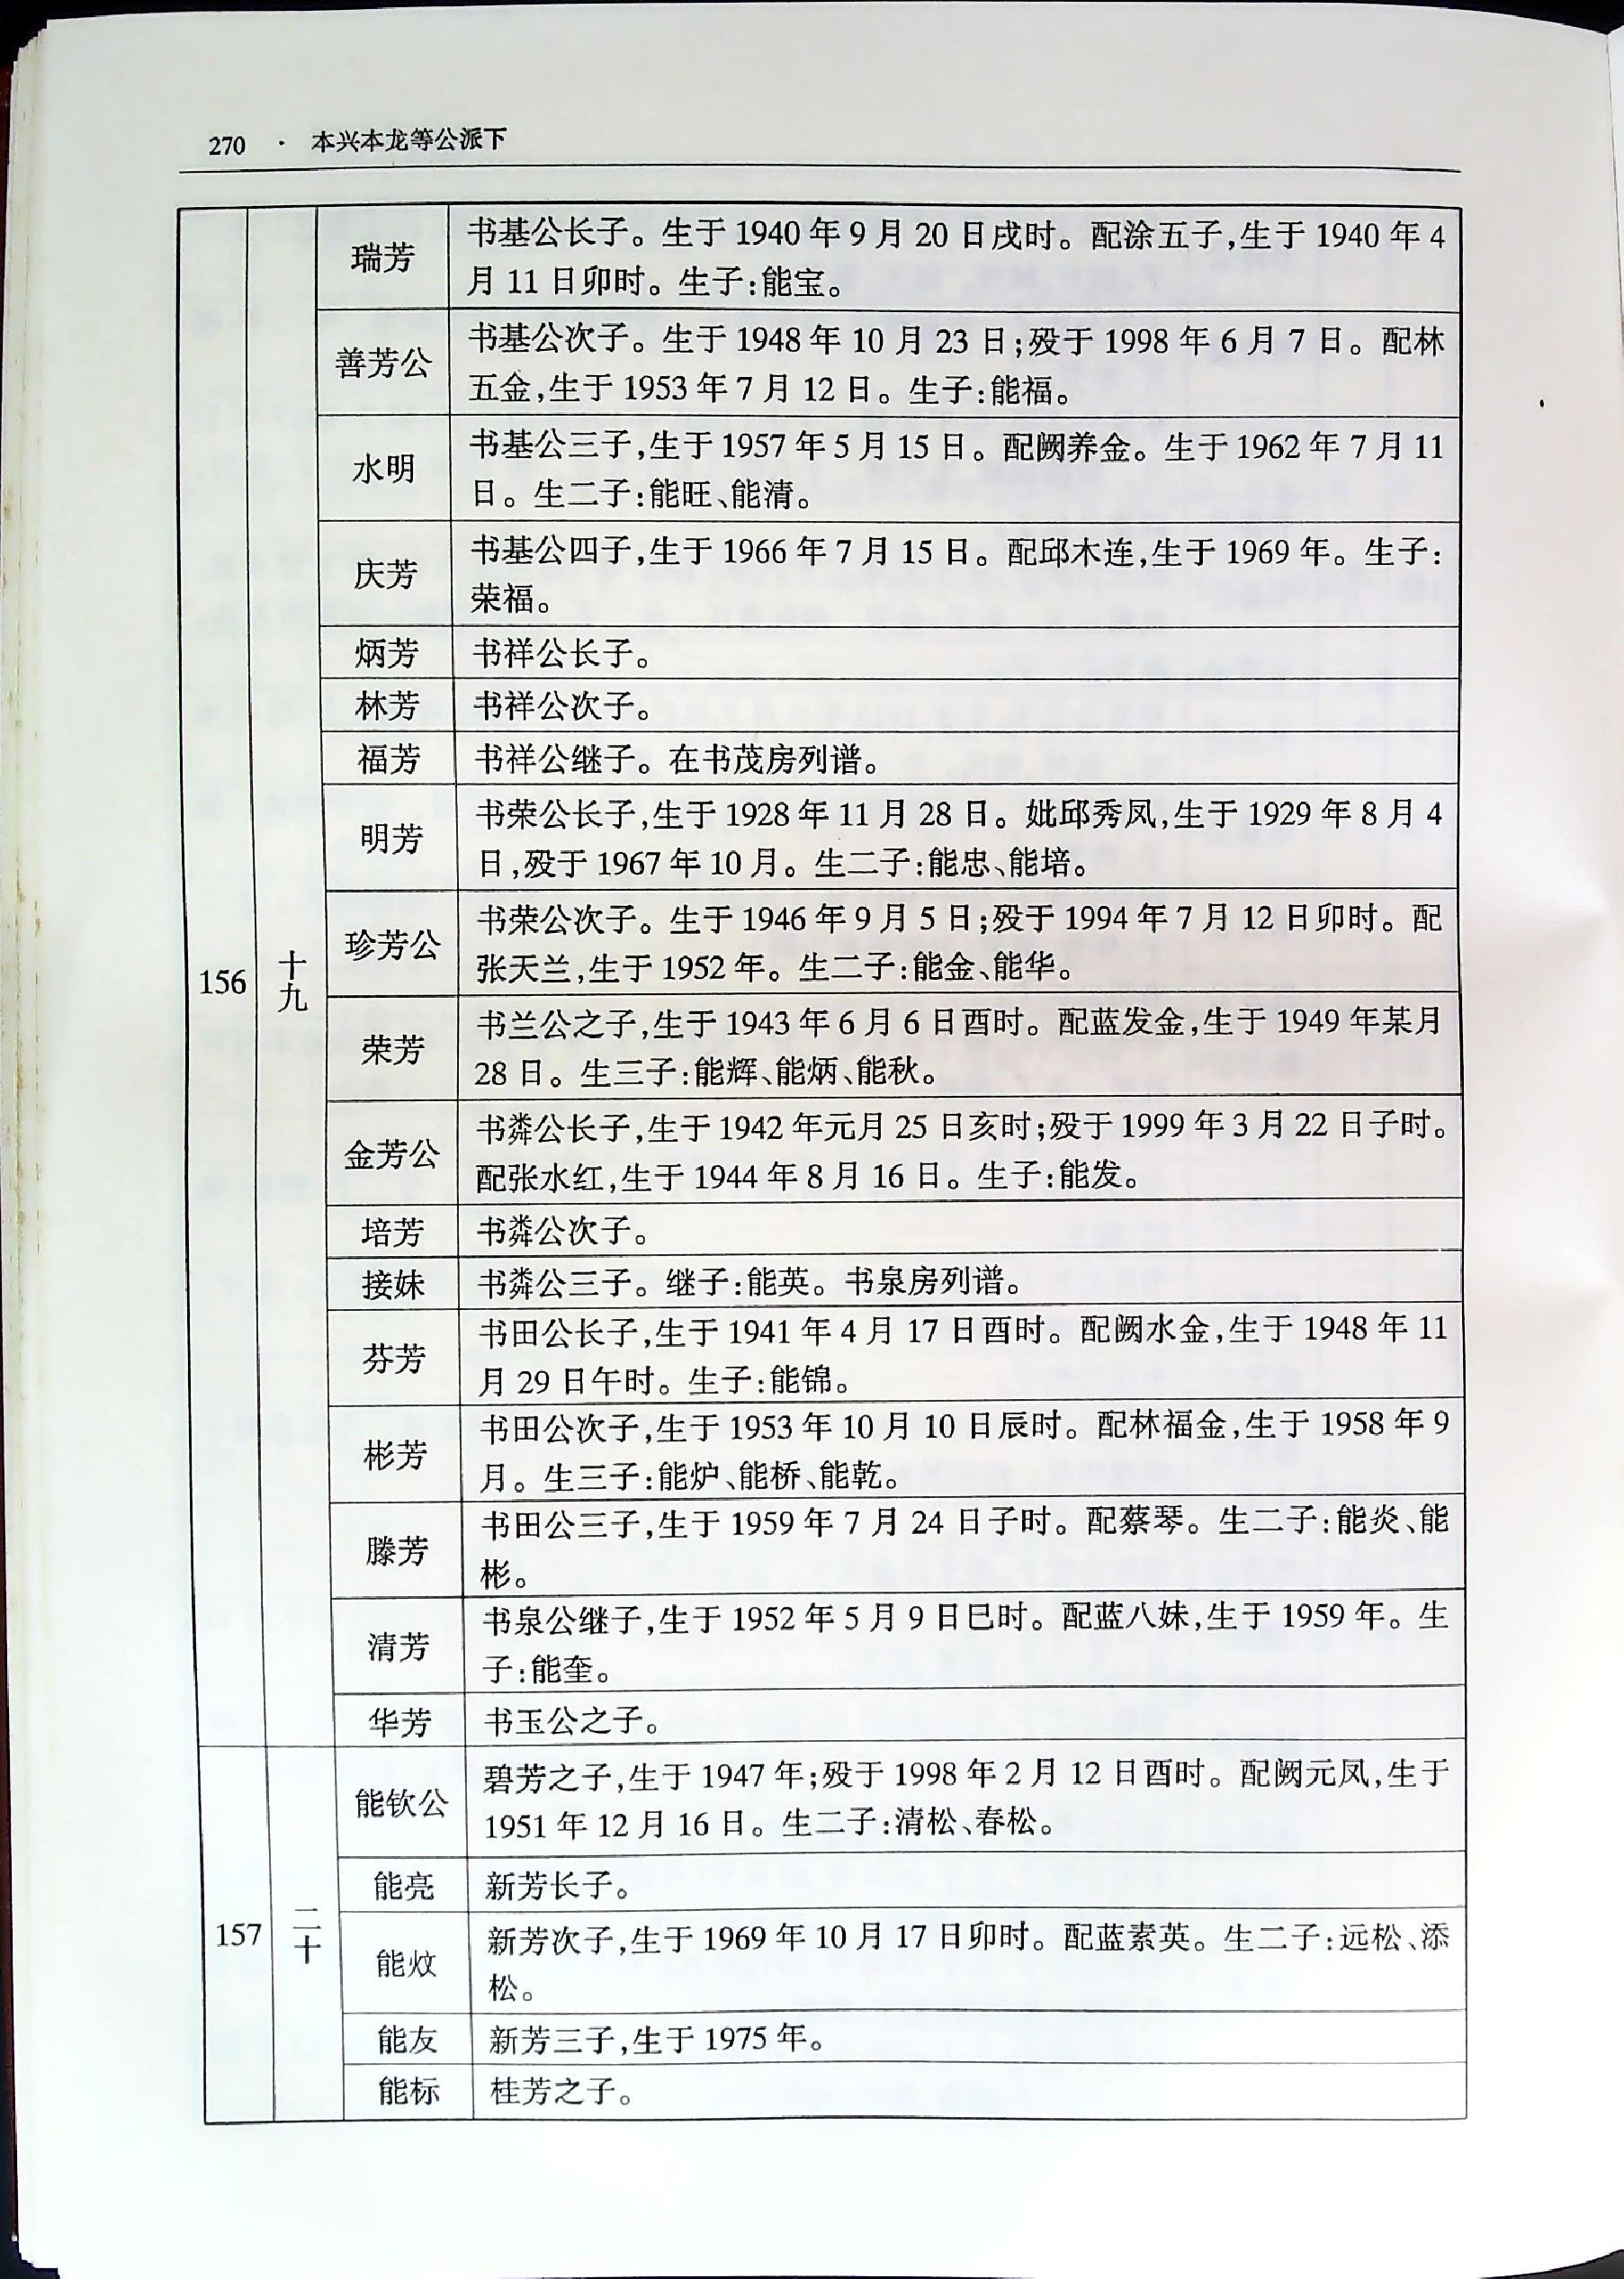 270 · 本兴本龙等公派下
156
十九
瑞芳
书基公长子。生于 1940 年 9 月 20 日戌时。配涂五子,生于 1940 年 4
月 11 日卯时。生子:能宝。
善芳公
书基公次子。生于 1948 年 10 月 23 日;殁于 1998 年 6 月 7 日。配林
五金,生于 1953 年 7 月 12 日。生子:能福。
水明
书基公三子,生于 1957 年 5 月 15 日。配阙养金。生于 1962 年 7 月 11
日。生二子:能旺、能清。
庆芳
书基公四子,生于 1966 年 7 月 15 日。配邱木连,生于 1969 年。生子:
荣福。
炳芳
书祥公长子。
林芳
书祥公次子。
福芳
书祥公继子。在书茂房列谱。
明芳
书荣公长子,生于 1928 年 11 月 28 日。妣邱秀凤,生于 1929 年 8 月 4
日,殁于 1967 年 10 月。生二子:能忠、能培。
珍芳公
书荣公次子。生于 1946 年 9 月 5 日;殁于 1994 年 7 月 12 日卯时。配
张天兰,生于 1952 年。生二子:能金、能华。
荣芳
书兰公之子,生于 1943 年 6 月 6 日酉时。配蓝发金,生于 1949 年某月
28 日。生三子:能辉、能炳、能秋。
金芳公
书粦公长子,生于 1942 年元月 25 日亥时;殁于 1999 年 3 月 22 日子时。
配张水红,生于 1944 年 8 月 16 日。生子:能发。
培芳
书粦公次子。
接妹
书粦公三子。继子:能英。书泉房列谱。
芬芳
书田公长子,生于 1941 年 4 月 17 日酉时。配阙水金,生于 1948 年 11
月 29 日午时。生子:能锦。
彬芳
书田公次子,生于 1953 年 10 月 10 日辰时。配林福金,生于 1958 年 9
月。生三子:能炉、能桥、能乾。
滕芳
书田公三子,生于 1959 年 7 月 24 日子时。配蔡琴。生二子:能炎、能
彬。
清芳
书泉公继子,生于 1952 年 5 月 9 日巳时。配蓝八妹,生于 1959 年。生
子:能奎。
华芳
书玉公之子。
157
二十
能钦公
碧芳之子,生于 1947 年;殁于 1998 年 2 月 12 日酉时。配阙元凤,生于
1951 年 12 月 16 日。生二子:清松、春松。
能亮
新芳长子。
能炆
新芳次子,生于 1969 年 10 月 17 日卯时。配蓝素英。生二子:远松、添
松。
能友
新芳三子,生于 1975 年。
能标
桂芳之子。